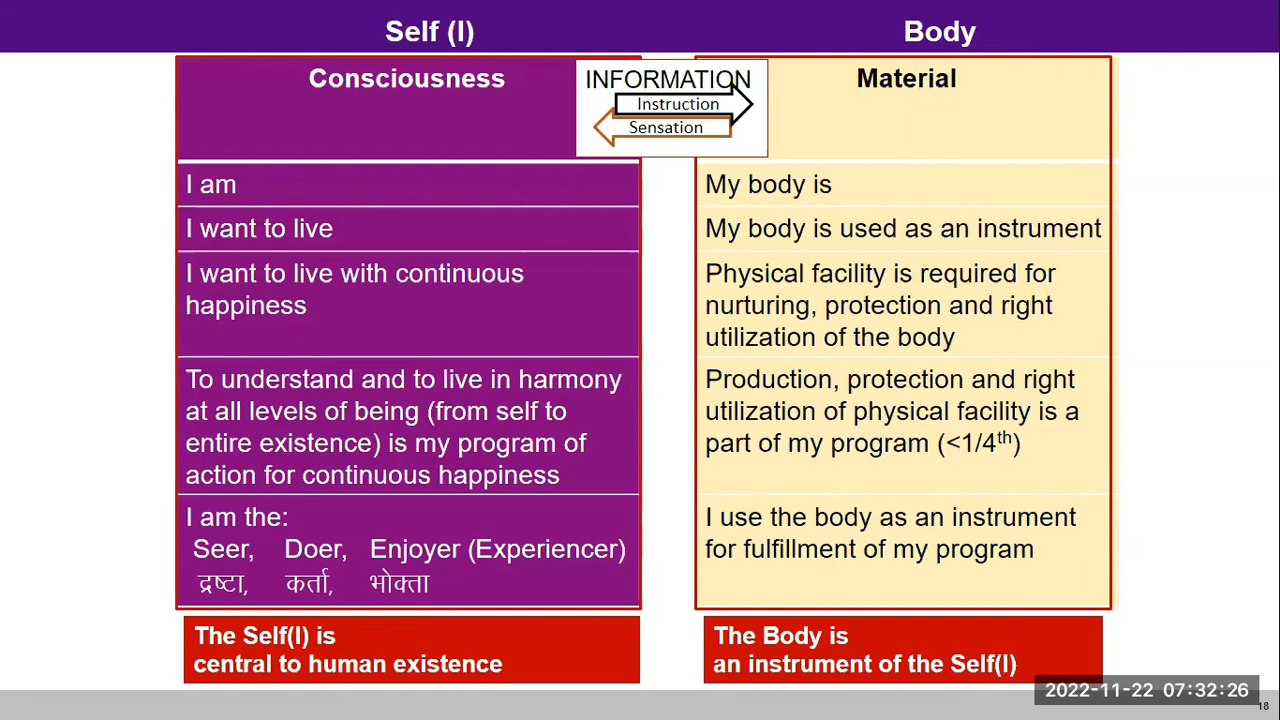 Self (I)
Body
Consciousness
INFORMATION
Instruction
Sensation
Material
I am
My body is
I want to live
My body is used as an instrument
I want to live with continuous
happiness
Physical facility is required for
nurturing, protection and right
utilization of the body
To understand and to live in harmony
at all levels of being (from self to
entire existence) is my program of
action for continuous happiness
Production, protection and right
utilization of physical facility is a
part of my program (<1/4th)
I am the:
Seer, Doer, Enjoyer (Experiencer)
द्रष्टा, कर्ता, भोक्ता
I use the body as an instrument
for fulfillment of my program
The Self(I) is
central to human existence
The Body is
an instrument of the Self(I)
2022-11-22 07:32:26
18